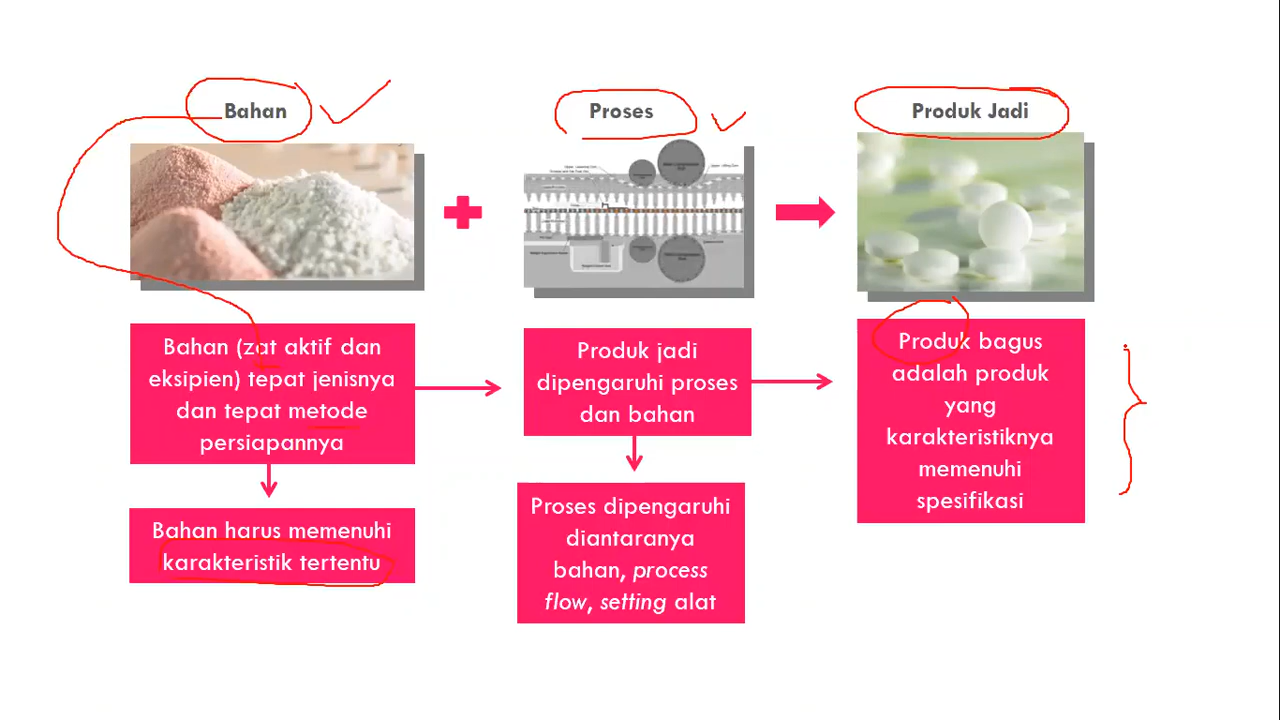 Bahan
Proses
Produk Jadi
Bahan (zat aktif dan
eksipien) tepat jenisnya
dan tepat metode
persiapannya
Produk jadi
dipengaruhi proses
dan bahan
Produk bagus
adalah produk
yang
karakteristiknya
memenuhi
spesifikasi
Bahan harus memenuhi
karakteristik tertentu
Proses dipengaruhi
diantaranya
bahan, process
flow, setting alat